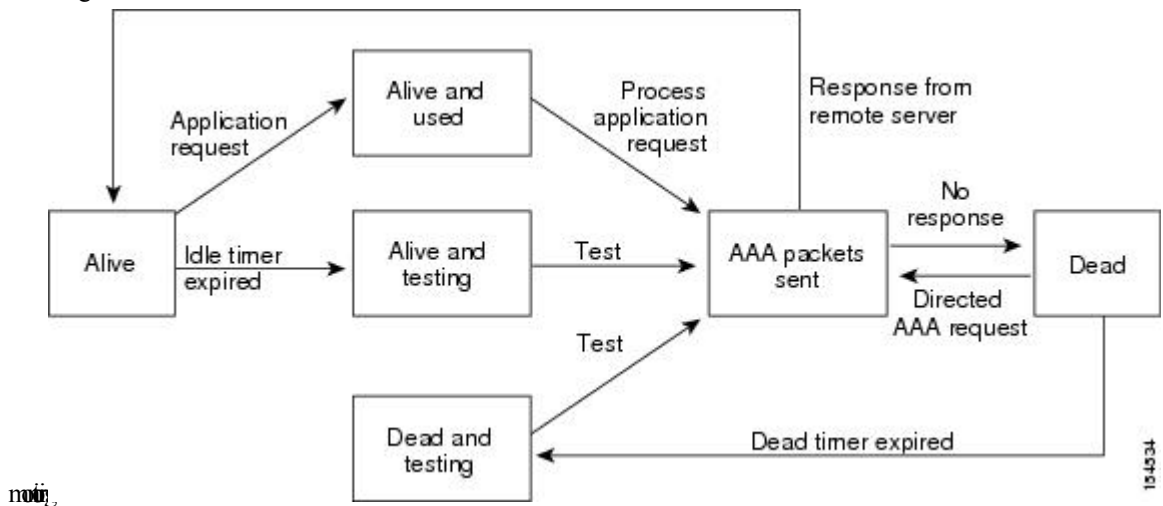 Alive and
used
Process
application
request
Response from
remote server
Application
request
No
response
Alive
Idle timer
expired
Alive and
testing
Test
AAA packets
sent
Dead
Directed
AAA request
Test
Dead and
testing
Dead timer expired
184534